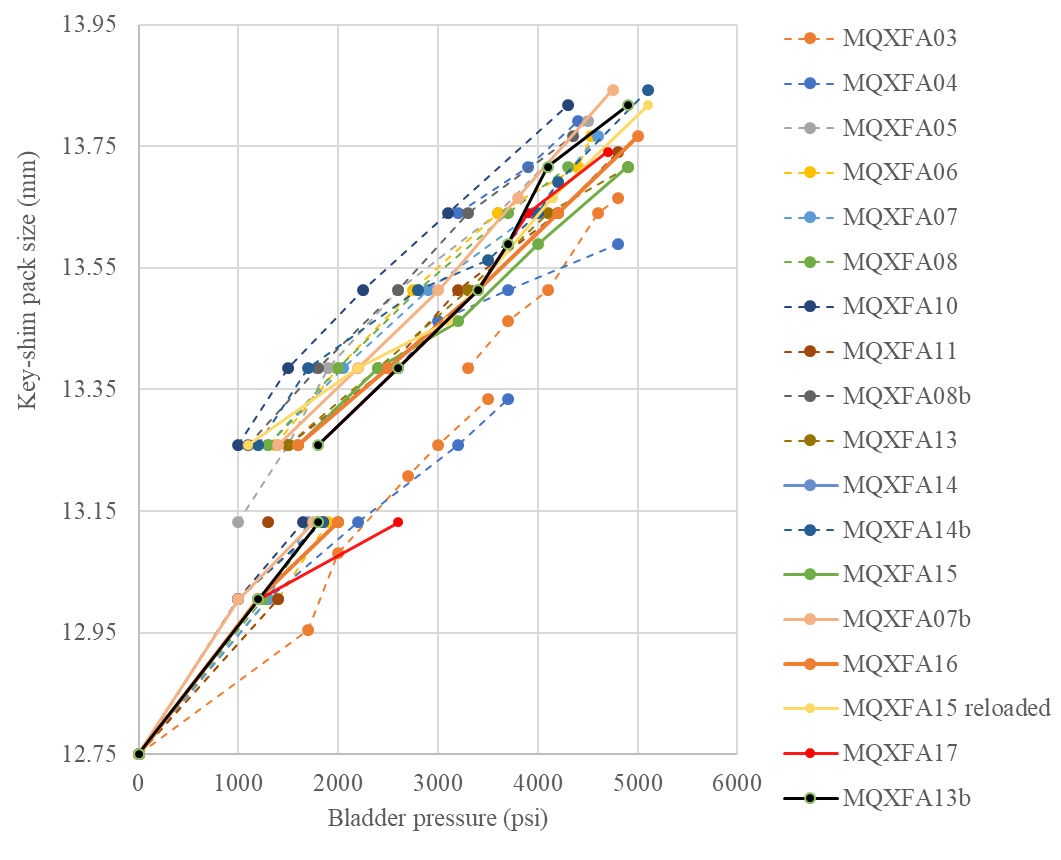 13.95
13.75
13.55
13.35
13.15
12.95
12.75
Key-shim pack size (mm)
0 1000 2000 3000 4000 5000 6000
Bladder pressure (psi)
MQXFA03
MQXFA04
MQXFA05
MQXFA06
MQXFA07
MQXFA08
MQXFA10
MQXFA11
MQXFA08b
MQXFA13
MQXFA14
MQXFA14b
MQXFA15
MQXFA07b
MQXFA16
MQXFA15 reloaded
MQXFA17
MQXFA13b